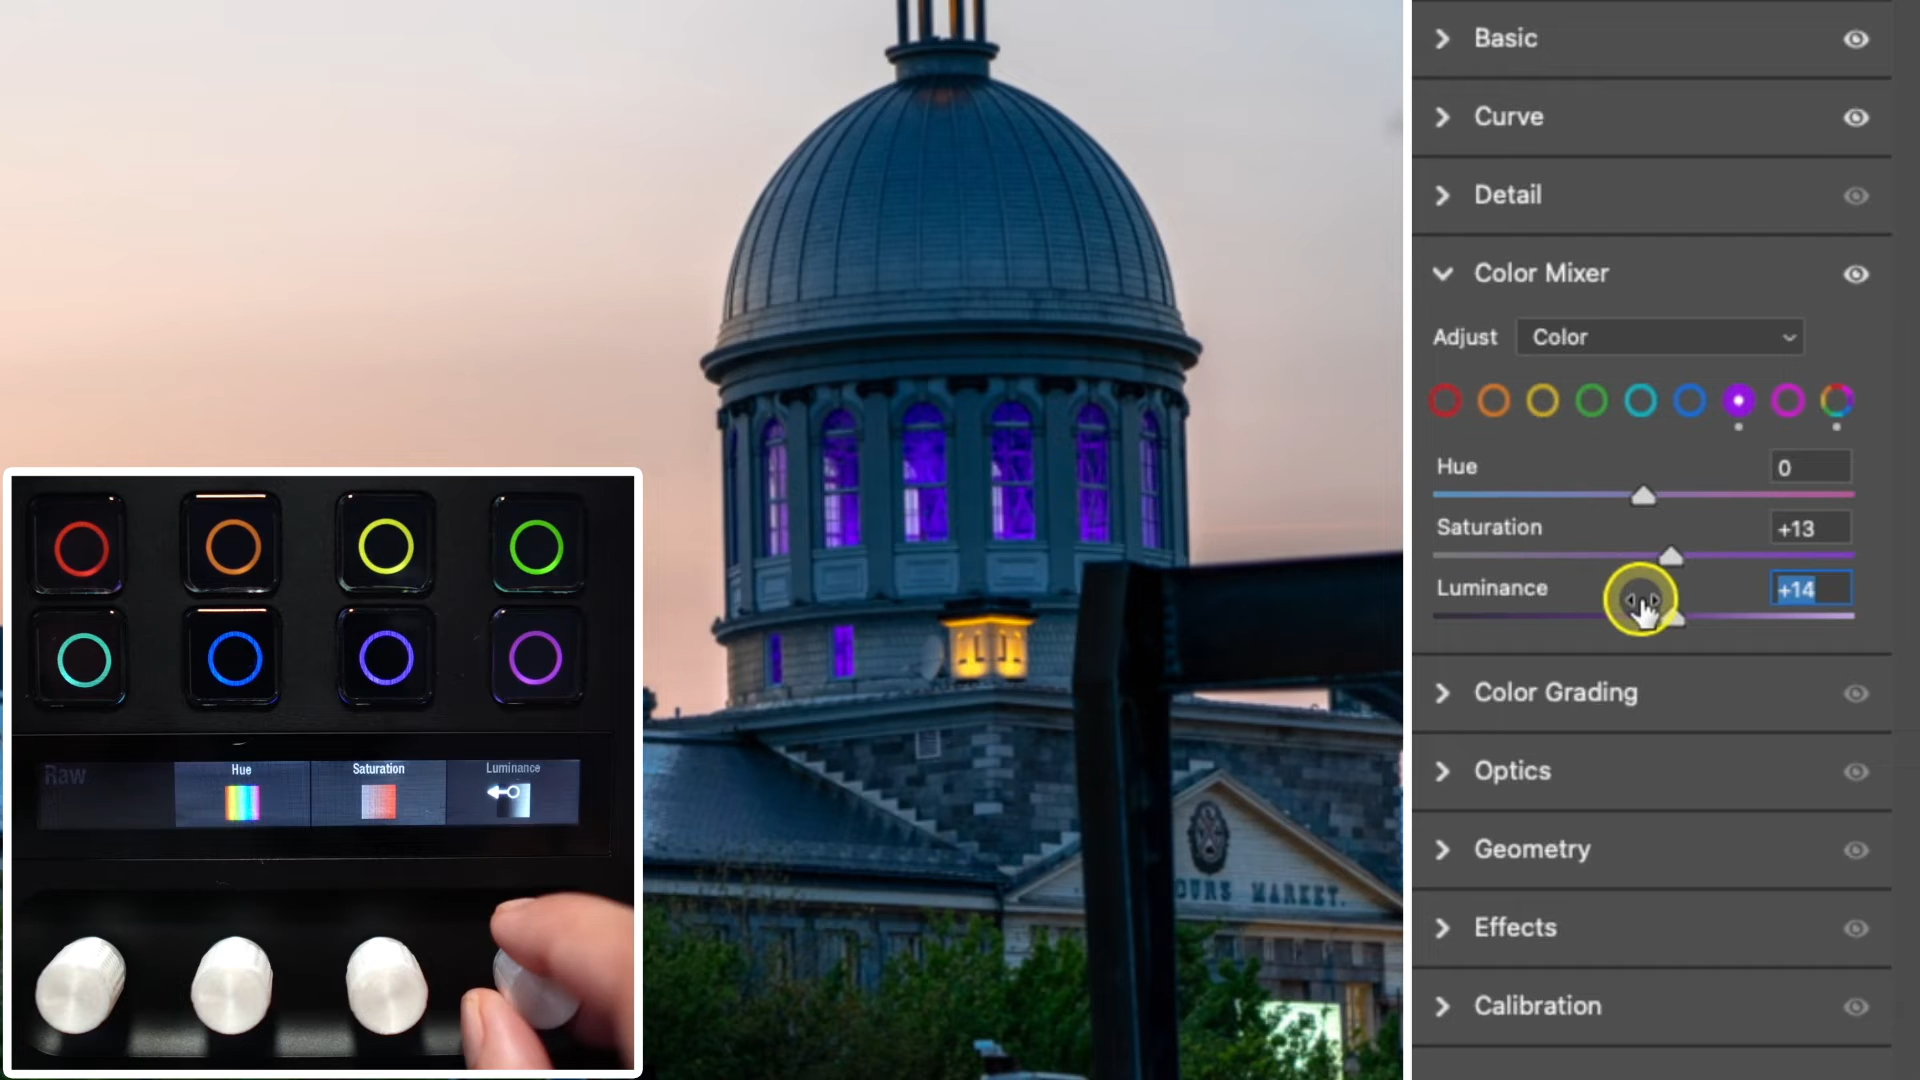 Basic
Curve
Detail
Color Mixer
Adjust Color
Hue 0
Saturation +13
Luminance +14
Color Grading
Optics
Geometry
Effects
Calibration
Raw
Hue
Saturation
Luminance
MARKET.